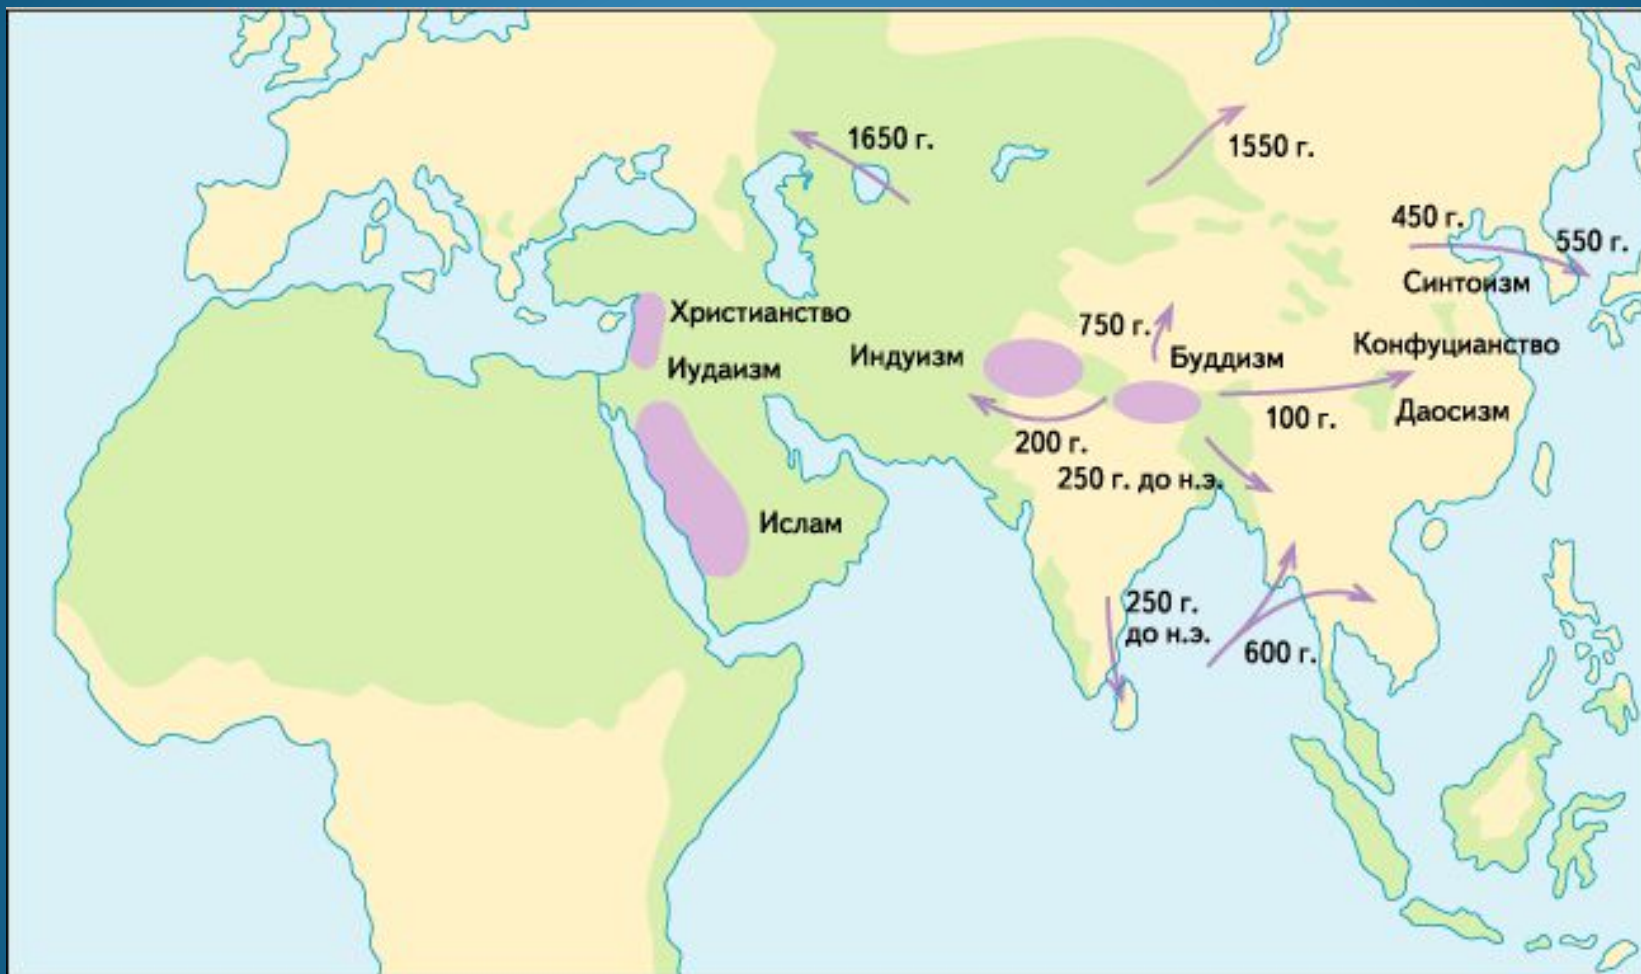 1650 г.
1550 г.
450 г.
550 г.
Синтоизм
Христианство
750 г.
Иудаизм
Индуизм
Буддизм
Конфуцианство
100 г.
Даосизм
200 г.
250 г. до н.э.
Ислам
250 г.
до н.э.
600 г.